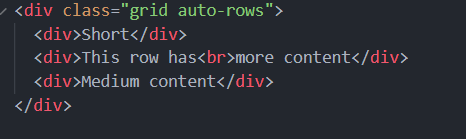 <div class="grid auto-rows">
<div>Short</div>
<div>This row has<br>more content</div>
<div>Medium content</div>
</div>